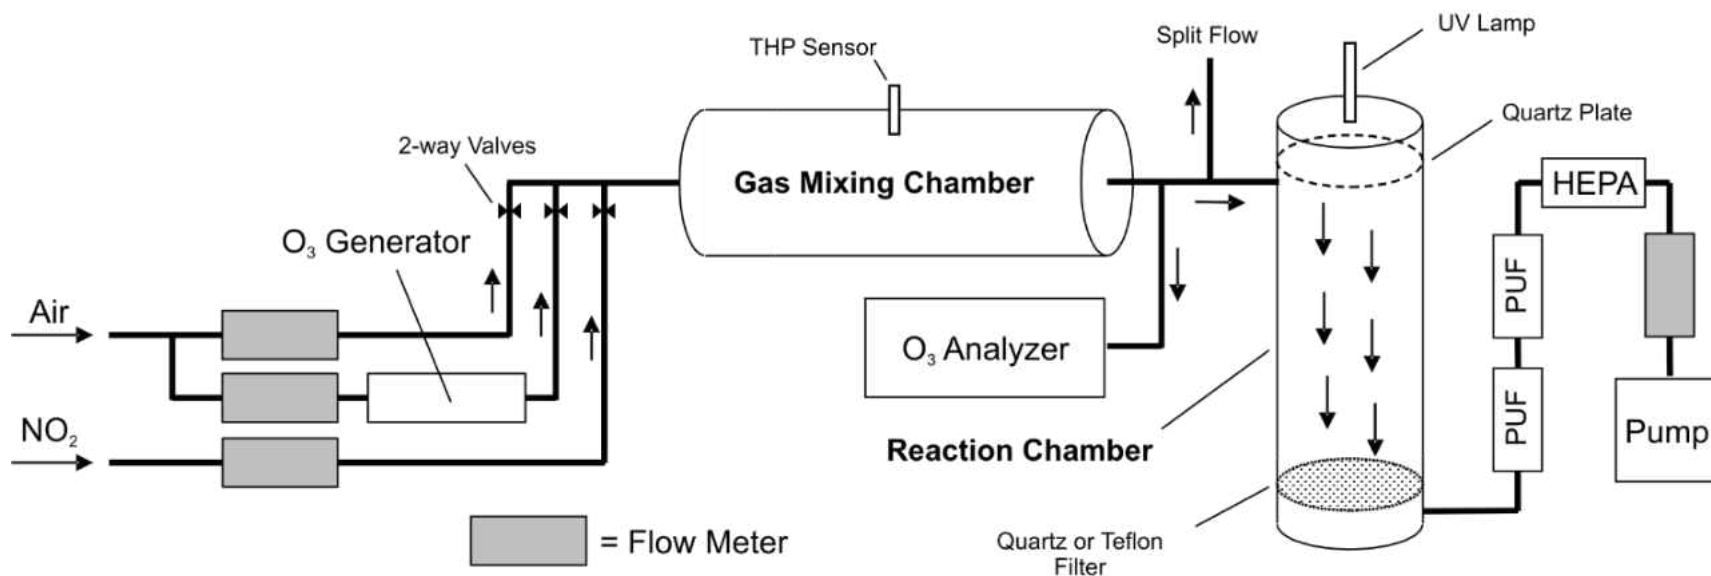 UV Lamp
Split Flow
THP Sensor
Quartz Plate
2-way Valves
Gas Mixing Chamber
HEPA
O₃ Generator
PUF
Air
O₃ Analyzer
PUF
NO₂
Pump
Reaction Chamber
= Flow Meter
Quartz or Teflon
Filter